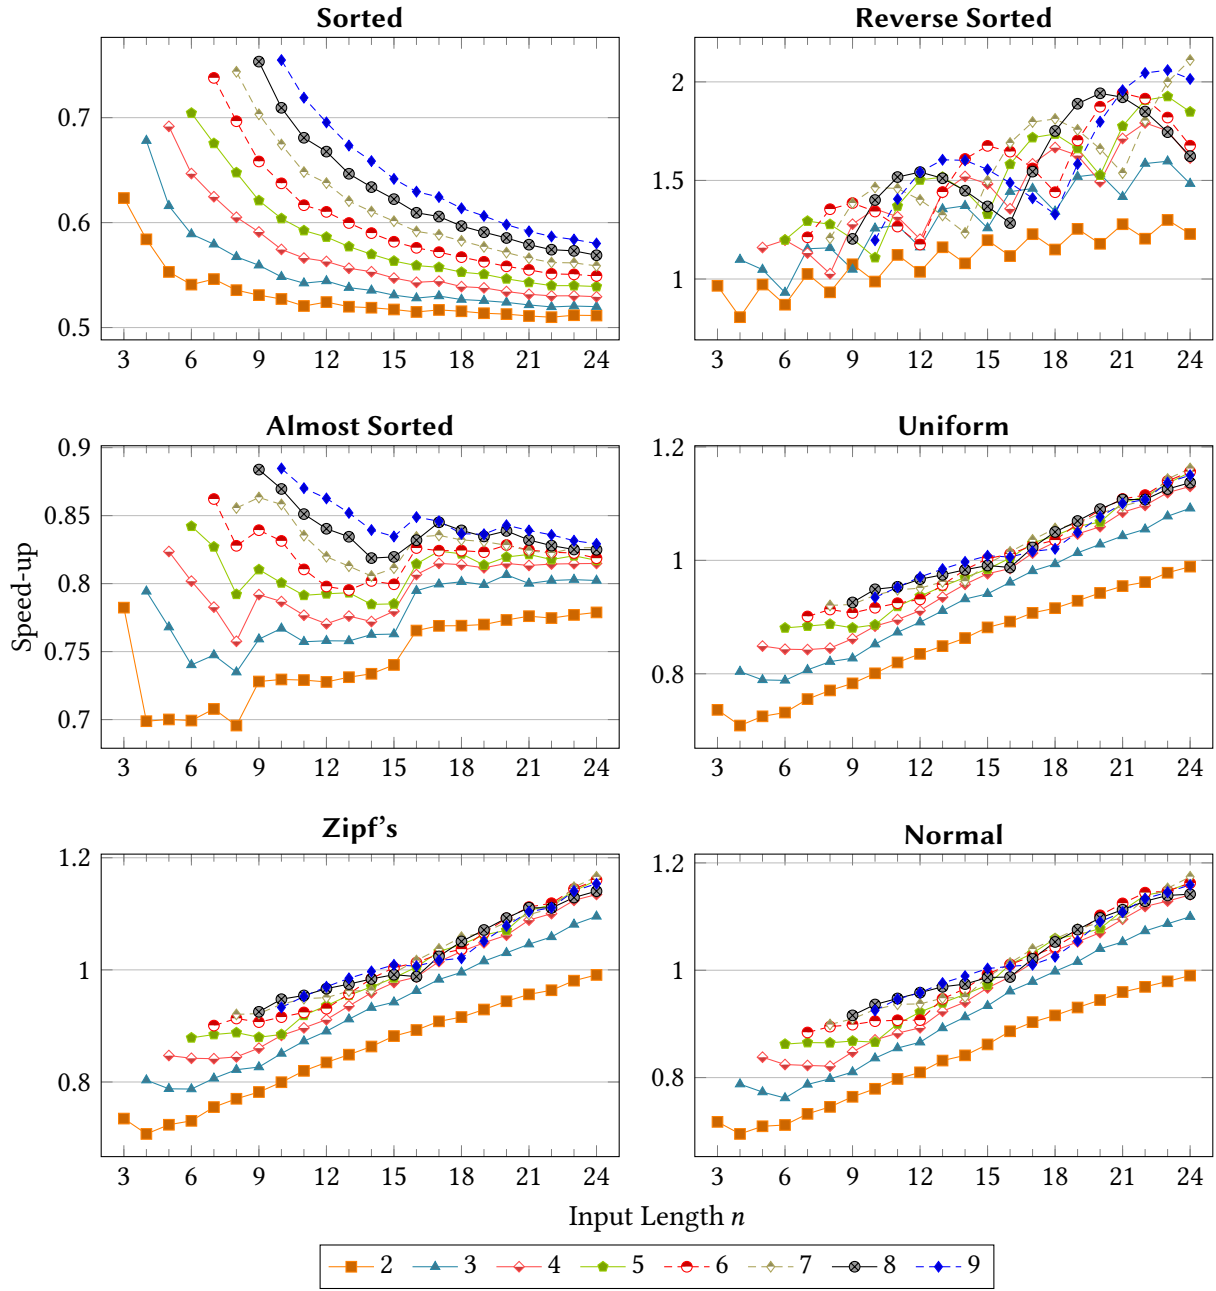 Sorted
Reverse Sorted
0.7
0.6
0.5
3 6 9 12 15 18 21 24
2
1.5
1
3 6 9 12 15 18 21 24
Almost Sorted
Uniform
Speed-up
0.9
0.85
0.8
0.75
0.7
3 6 9 12 15 18 21 24
1.2
1
0.8
3 6 9 12 15 18 21 24
Zipf's
Normal
1.2
1
0.8
3 6 9 12 15 18 21 24
1.2
1
0.8
3 6 9 12 15 18 21 24
Input Length n
2 3 4 5 6 7 8 9